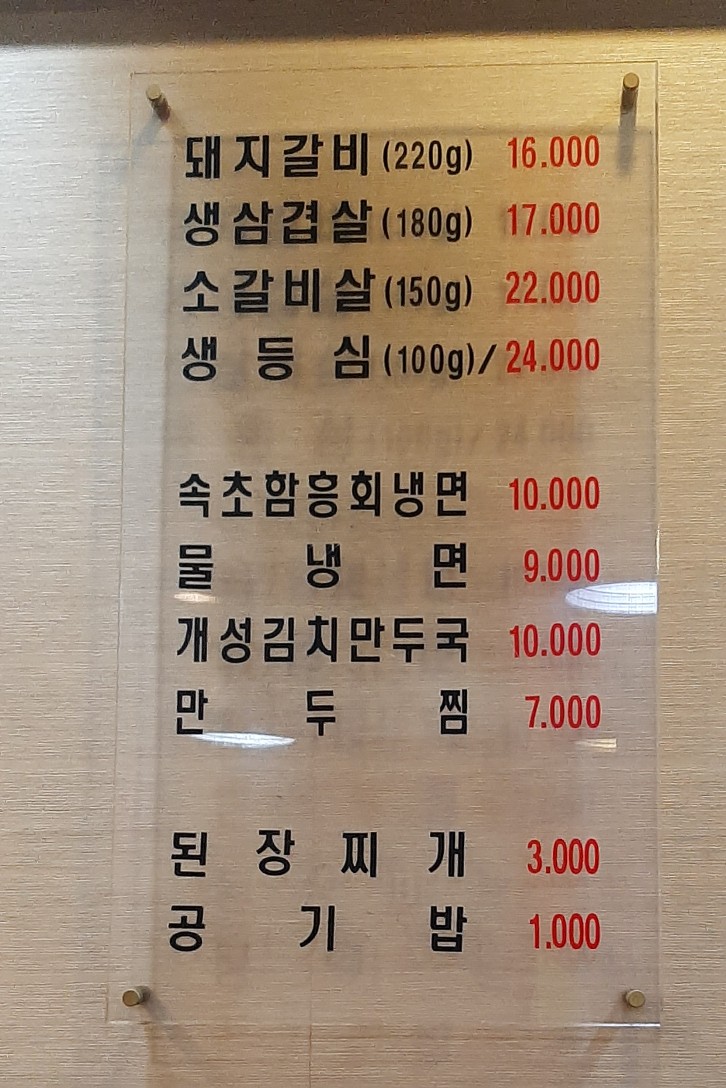 돼지갈비(220g) 16.000
생삼겹살(180g) 17.000
소갈비살(150g) 22.000
생등심(100g)/24.000
속초함흥회냉면 10.000
물냉면 9.000
개성김치만두국 10.000
만두찜 7.000
된장찌개 3.000
공기밥 1.000